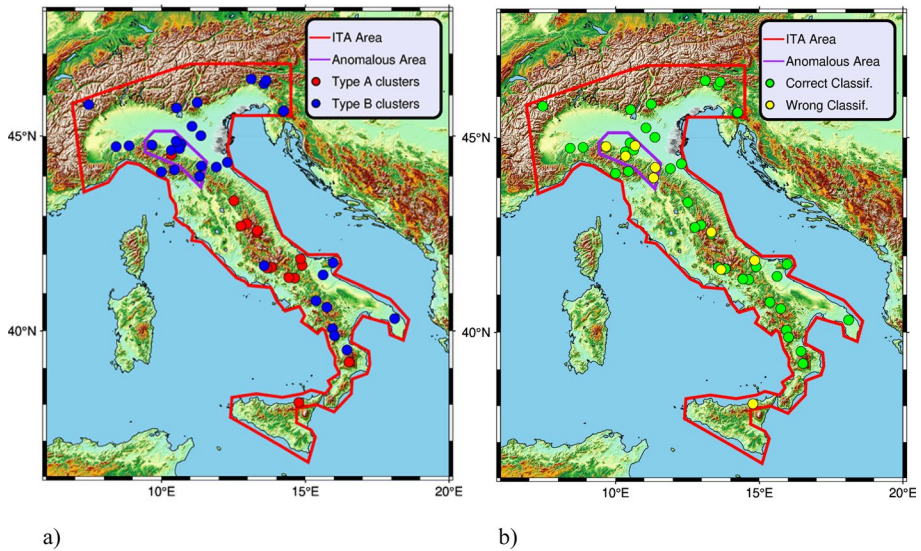 ITA Area
Anomalous Area
Type A clusters
Type B clusters
45°N
40°N
10°E
15°E
20°E
a)
ITA Area
Anomalous Area
Correct Classif.
Wrong Classif.
45°N
40°N
10°E
15°E
20°E
b)